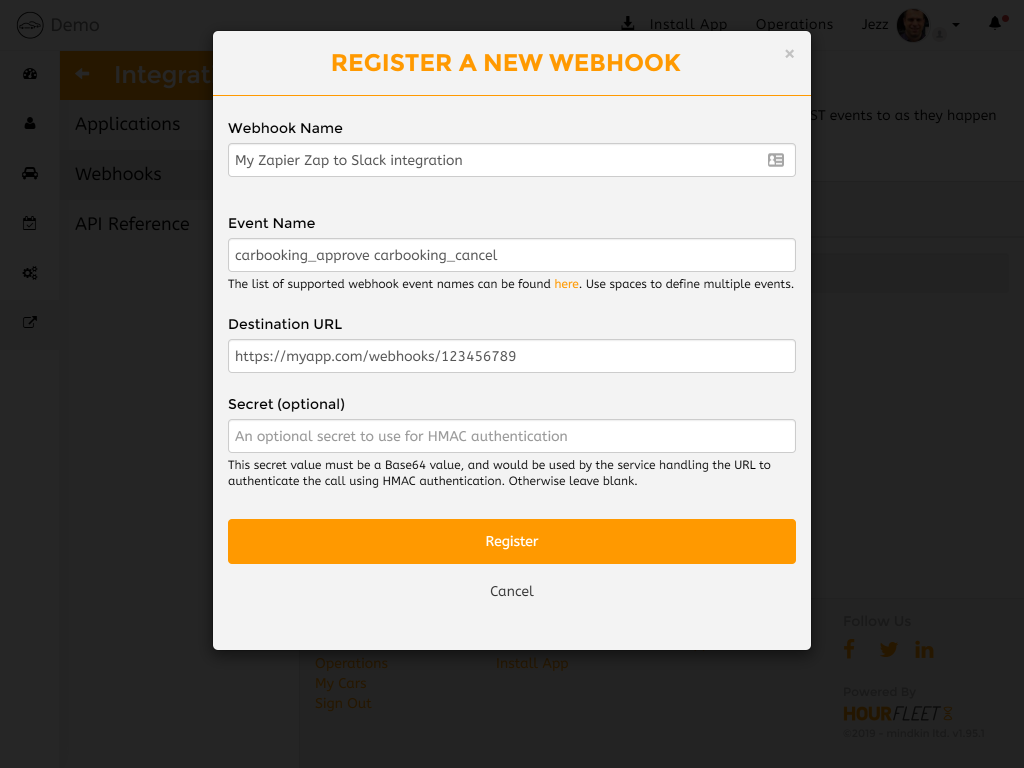 Demo
Install App
Operations
Jezz
REGISTER A NEW WEBHOOK
×
Integrat
Applications
Webhooks
API Reference
ST events to as they happen
Webhook Name
My Zapier Zap to Slack integration
Event Name
carbooking_approve carbooking_cancel
The list of supported webhook event names can be found here. Use spaces to define multiple events.
Destination URL
https://myapp.com/webhooks/123456789
Secret (optional)
An optional secret to use for HMAC authentication
This secret value must be a Base64 value, and would be used by the service handling the URL to
authenticate the call using HMAC authentication. Otherwise leave blank.
Register
Cancel
Operations
My Cars
Sign Out
Install App
Follow Us
Powered By
HOURFLEET
©2019 - mindkin ltd. v1.95.1